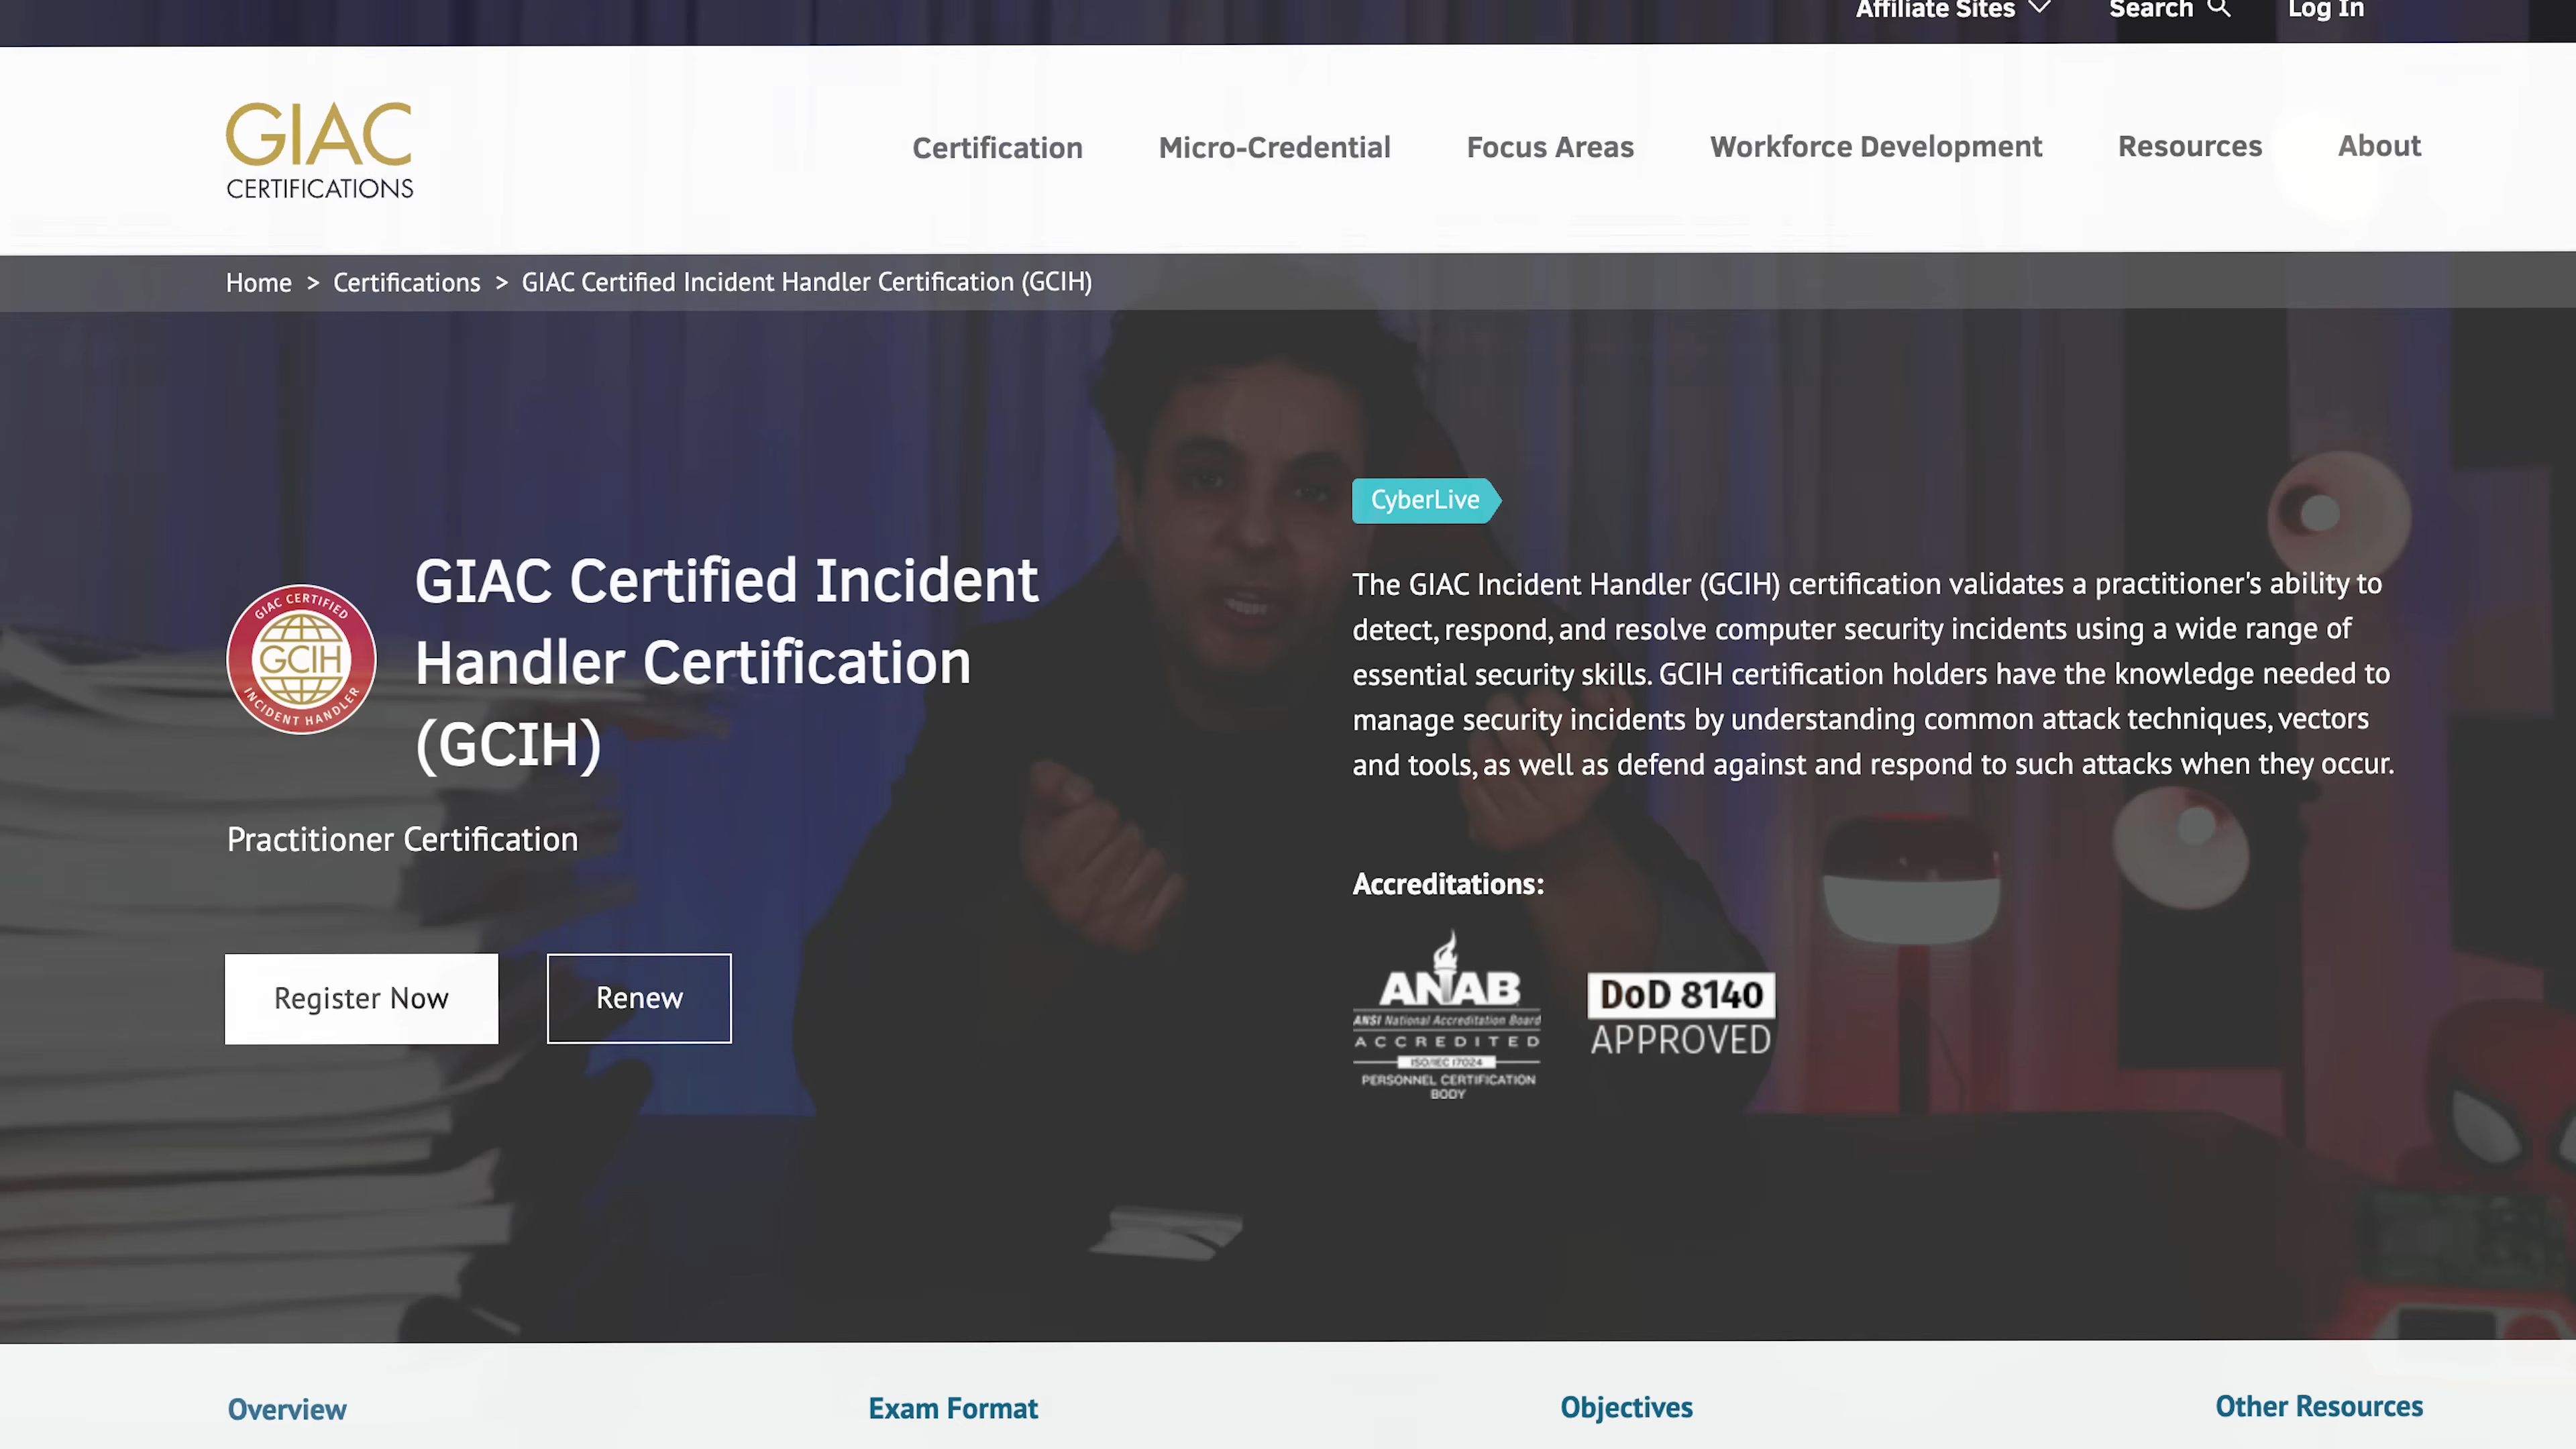 Affiliate Sites
Search
Log In
GIAC
CERTIFICATIONS
Certification
Micro-Credential
Focus Areas
Workforce Development
Resources
About
Home > Certifications > GIAC Certified Incident Handler Certification (GCIH)
GIAC CERTIFIED
GCIH
INCIDENT HANDLER
GIAC Certified Incident
Handler Certification
(GCIH)
Practitioner Certification
Register Now
Renew
CyberLive
The GIAC Incident Handler (GCIH) certification validates a practitioner's ability to
detect, respond, and resolve computer security incidents using a wide range of
essential security skills. GCIH certification holders have the knowledge needed to
manage security incidents by understanding common attack techniques, vectors
and tools, as well as defend against and respond to such attacks when they occur.
Accreditations:
ANAB
ANSI National Accreditation Board
ACCREDITED
ISO/IEC 17024
PERSONNEL CERTIFICATION
BODY
DoD 8140
APPROVED
Overview
Exam Format
Objectives
Other Resources